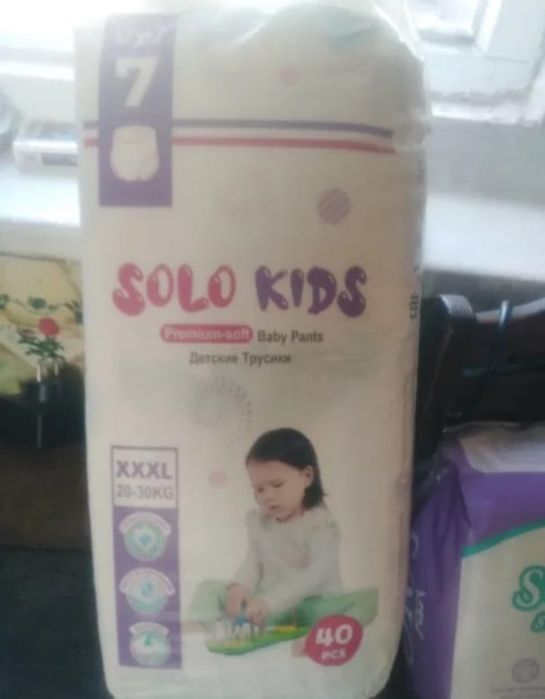 7
SOLO KIDS
Premium-soft Baby Pants
Детские Трусики
XXXL
20-30KG
40
PCS